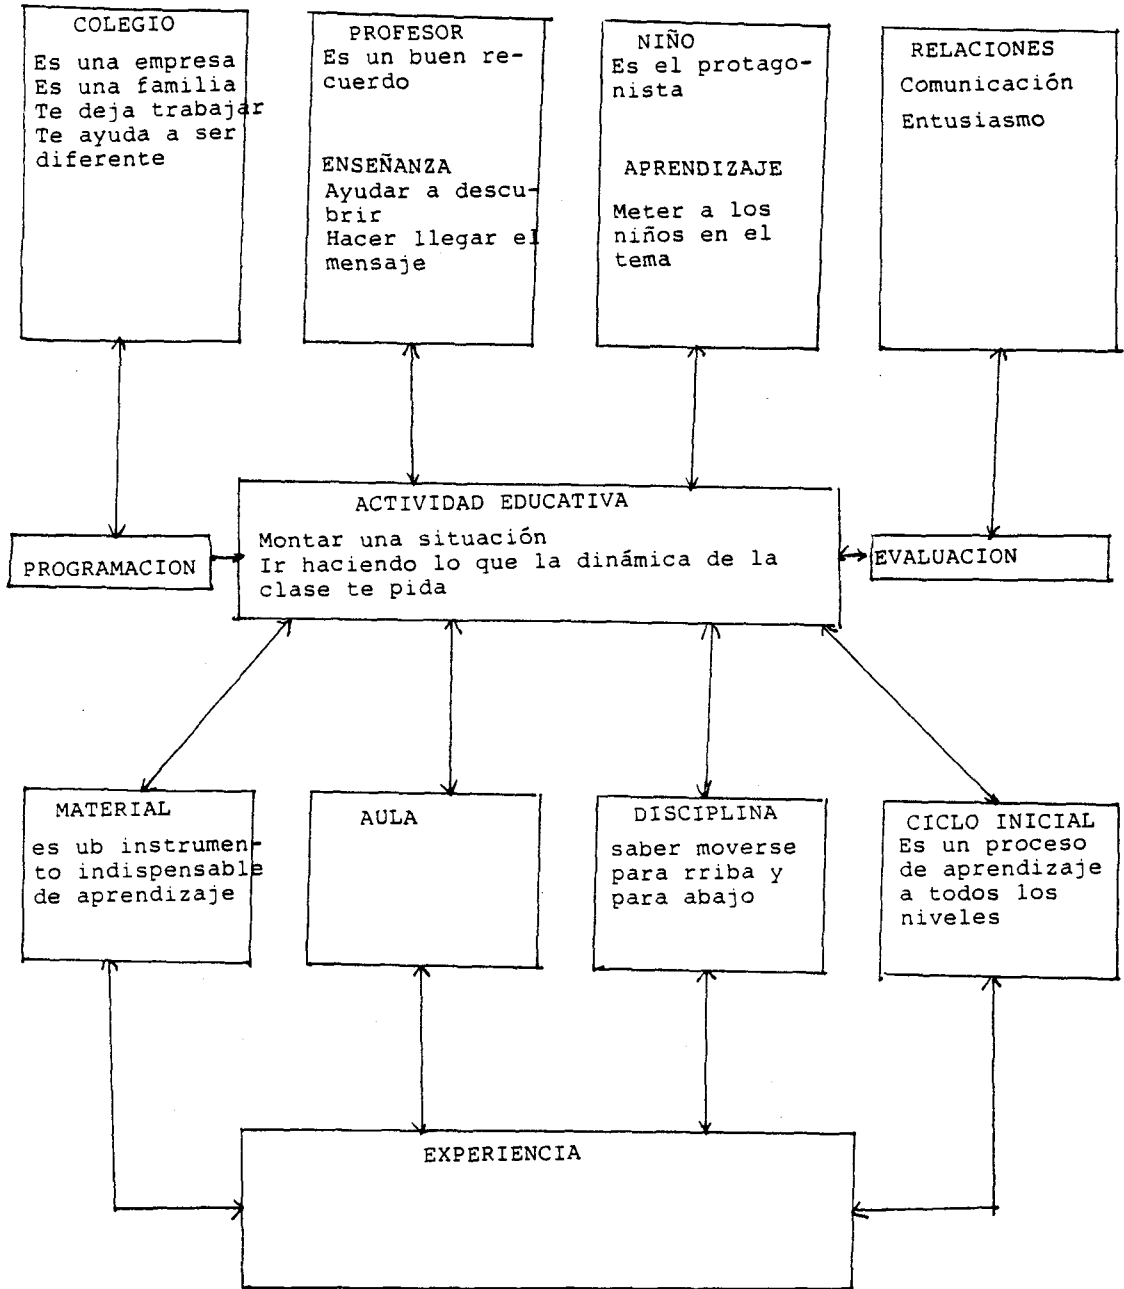 COLEGIO
Es una empresa
Es una familia
Te deja trabajar
Te ayuda a ser
diferente
PROFESOR
Es un buen re-
cuerdo
ENSEÑANZA
Ayudar a descu-
brir
Hacer llegar el
mensaje
NIÑO
Es el protago-
nista
APRENDIZAJE
Meter a los
niños en el
tema
RELACIONES
Comunicación
Entusiasmo
PROGRAMACION
ACTIVIDAD EDUCATIVA
Montar una situación
Ir haciendo lo que la dinámica de la
clase te pida
EVALUACION
MATERIAL
es ub instrumen-
to indispensable
de aprendizaje
AULA
DISCIPLINA
saber moverse
para rriba y
para abajo
CICLO INICIAL
Es un proceso
de aprendizaje
a todos los
niveles
EXPERIENCIA